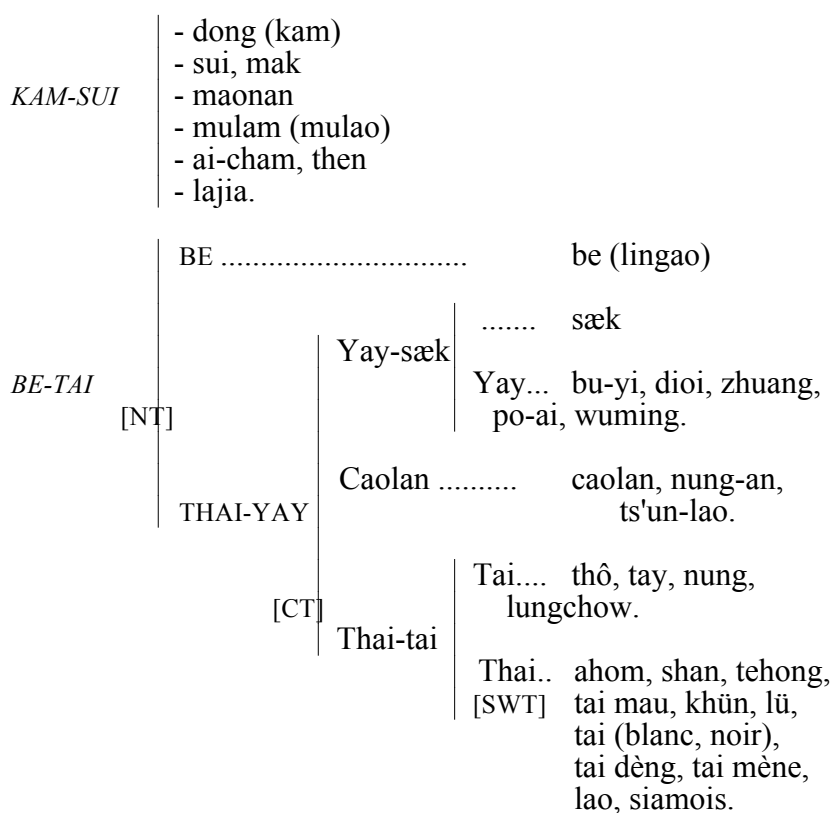 - dong (kam)
- sui, mak
KAM-SUI - maonan
- mulam (mulao)
- ai-cham, then
- lajia.
BE .............................. be (lingao)
....... sæk
Yay-sæk
BE-TAI Yay... bu-yi, dioi, zhuang,
[NT] po-ai, wuming.
Caolan .......... caolan, nung-an,
THAI-YAY ts'un-lao.
Tai.... thô, tay, nung,
[CT] lungchow.
Thai-tai
Thai.. ahom, shan, tehong,
[SWT] tai mau, khün, lü,
tai (blanc, noir),
tai dèng, tai mène,
lao, siamois.